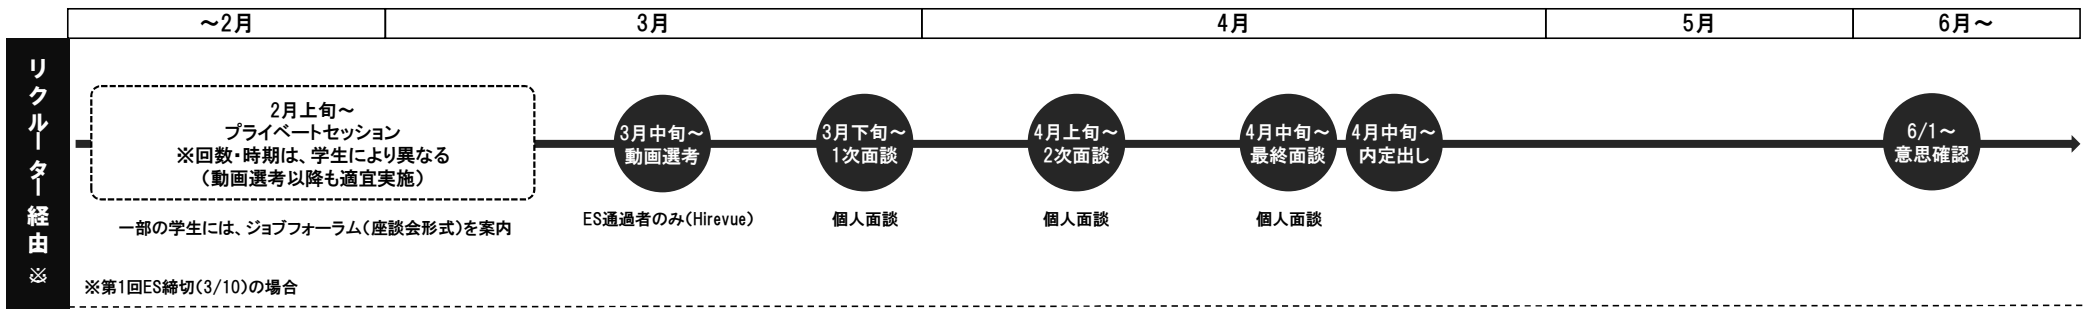 ～2月
3月
4月
5月
6月～
リクルーター経由※
2月上旬～
プライベートセッション
※回数・時期は、学生により異なる
（動画選考以降も適宜実施）
一部の学生には、ジョブフォーラム（座談会形式）を案内
3月中旬～
動画選考
ES通過者のみ（Hirevue）
3月下旬～
1次面談
個人面談
4月上旬～
2次面談
個人面談
4月中旬～
最終面談
個人面談
4月中旬～
内定出し
6/1～
意思確認
※第1回ES締切（3/10）の場合